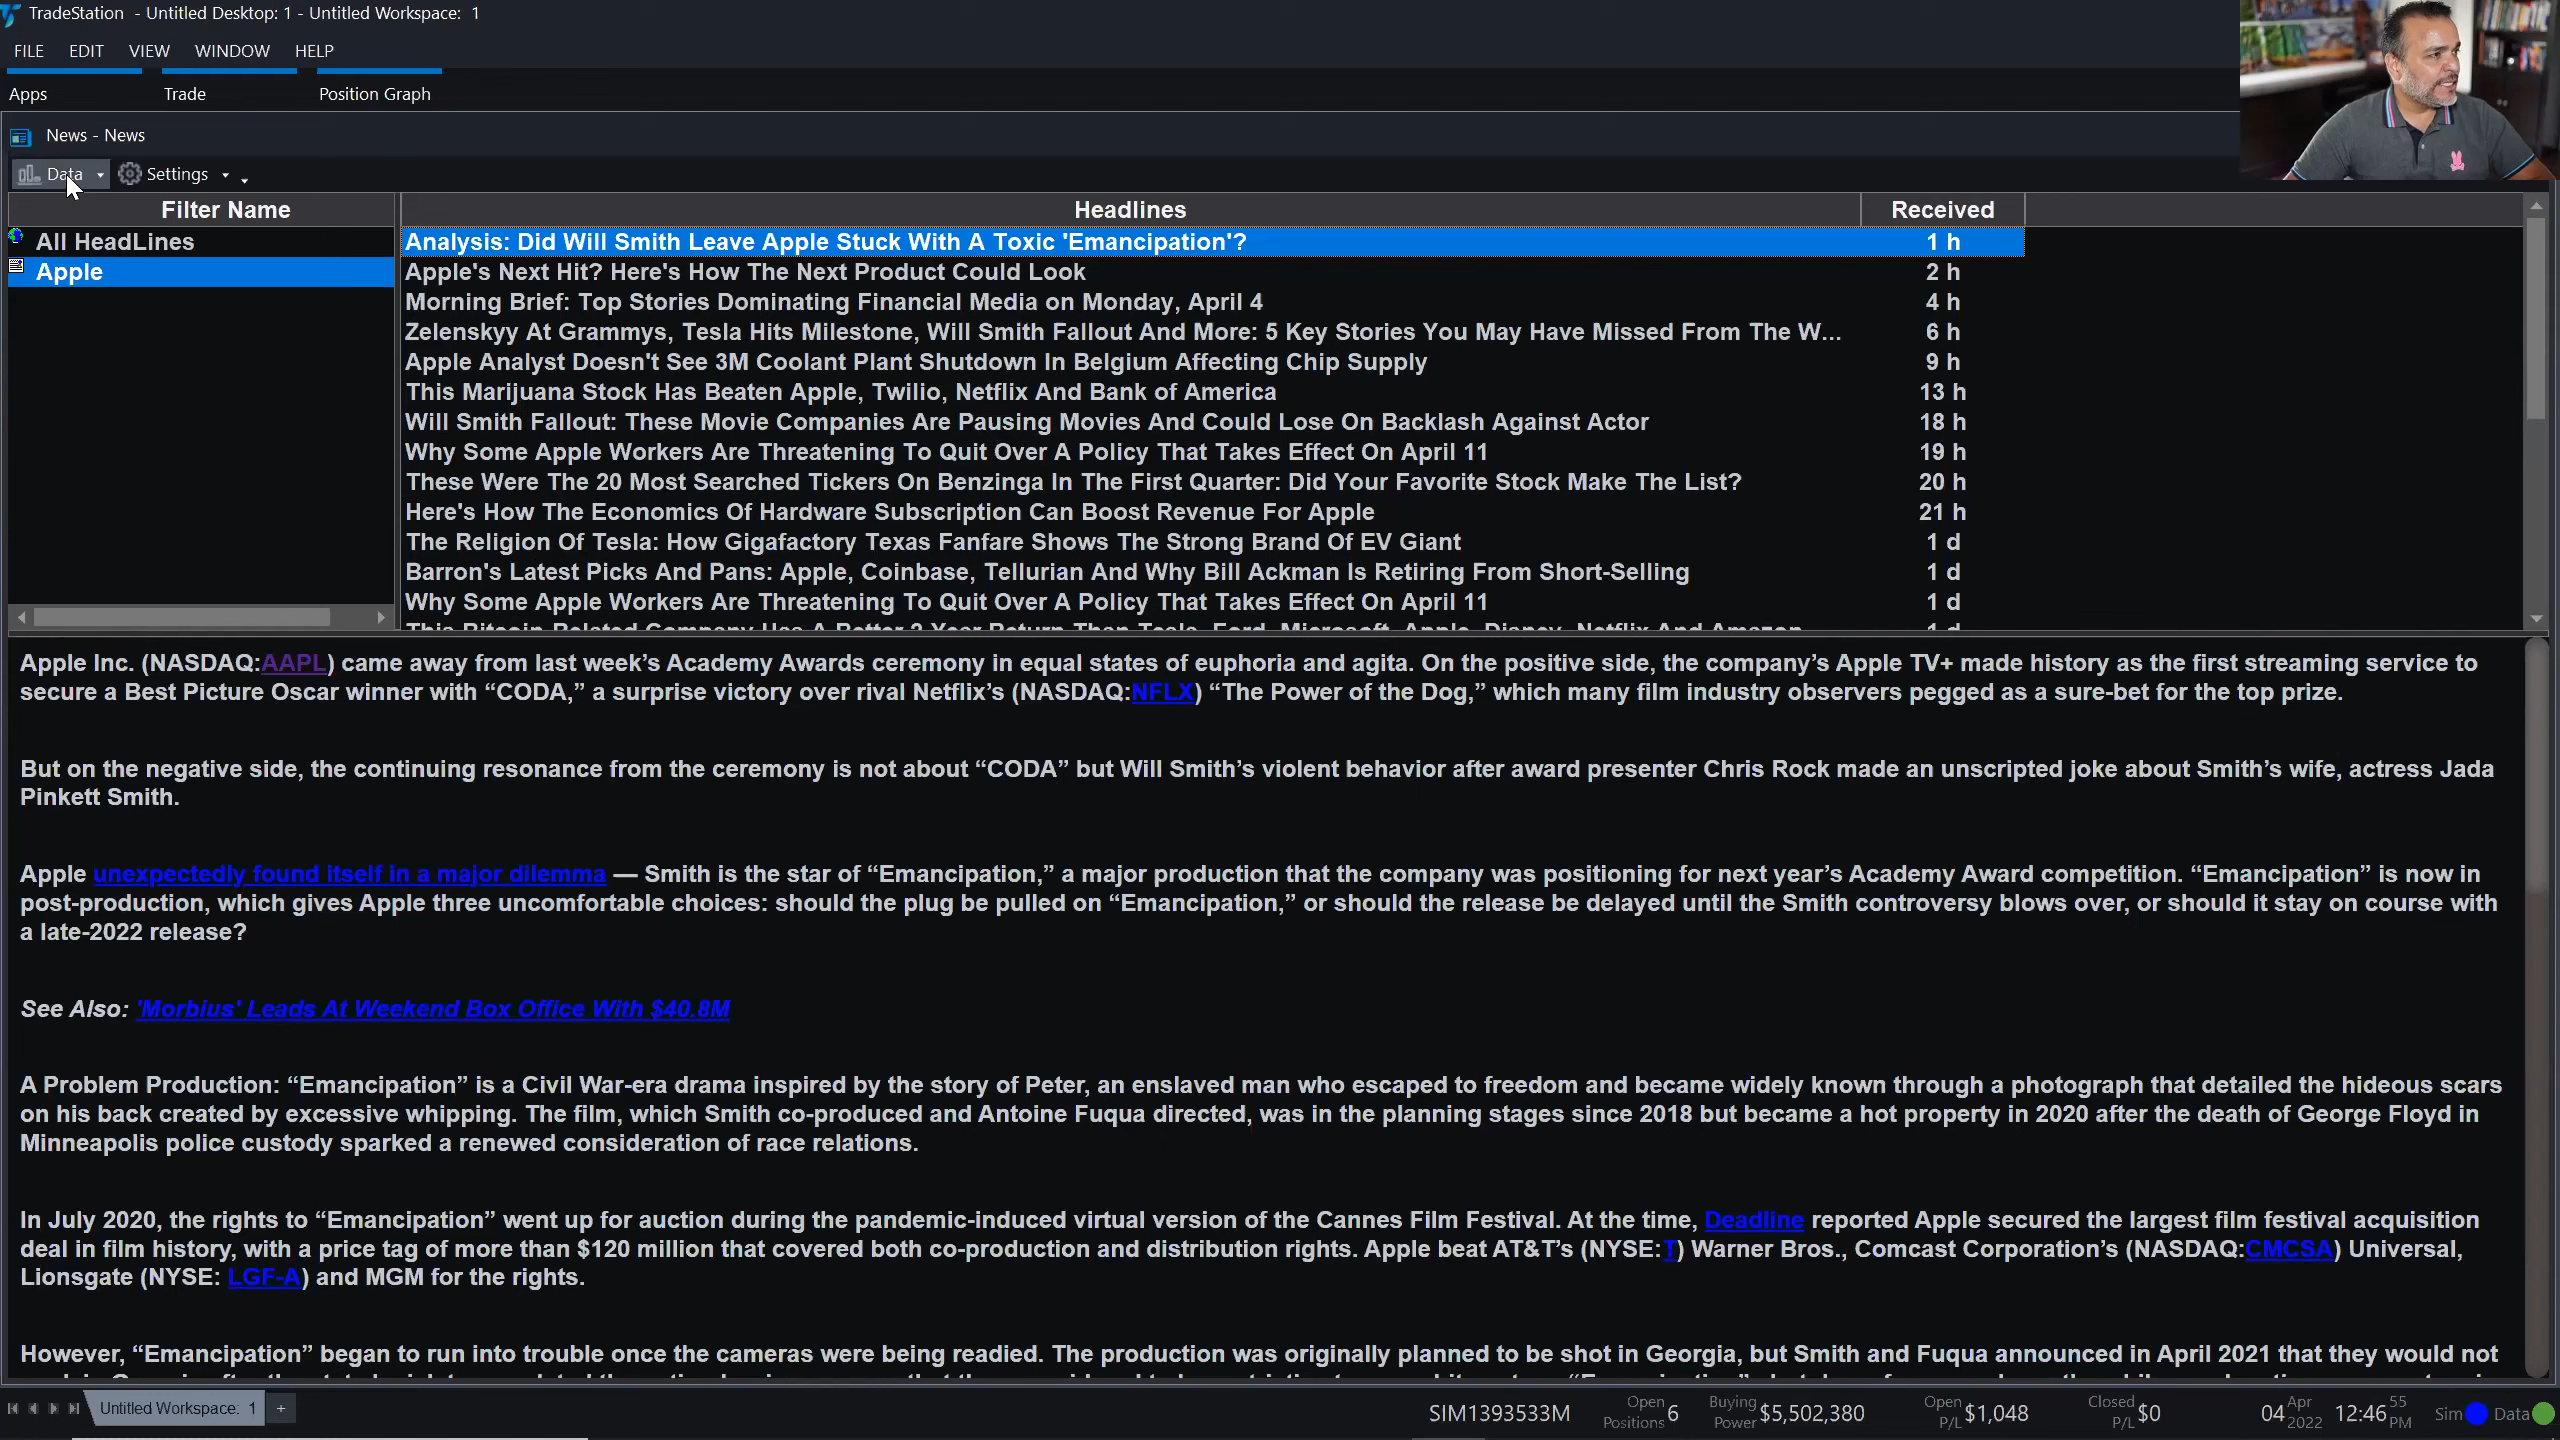 TradeStation - Untitled Desktop: 1 - Untitled Workspace: 1
FILE EDIT VIEW WINDOW HELP
Apps Trade Position Graph
News - News
Data Settings
Filter Name Headlines Received
All HeadLines
Apple
Analysis: Did Will Smith Leave Apple Stuck With A Toxic 'Emancipation'? 1 h
Apple's Next Hit? Here's How The Next Product Could Look 2 h
Morning Brief: Top Stories Dominating Financial Media on Monday, April 4 4 h
Zelenskyy At Grammys, Tesla Hits Milestone, Will Smith Fallout And More: 5 Key Stories You May Have Missed From The W... 6 h
Apple Analyst Doesn't See 3M Coolant Plant Shutdown In Belgium Affecting Chip Supply 9 h
This Marijuana Stock Has Beaten Apple, Twilio, Netflix And Bank of America 13 h
Will Smith Fallout: These Movie Companies Are Pausing Movies And Could Lose On Backlash Against Actor 18 h
Why Some Apple Workers Are Threatening To Quit Over A Policy That Takes Effect On April 11 19 h
These Were The 20 Most Searched Tickers On Benzinga In The First Quarter: Did Your Favorite Stock Make The List? 20 h
Here's How The Economics Of Hardware Subscription Can Boost Revenue For Apple 21 h
The Religion Of Tesla: How Gigafactory Texas Fanfare Shows The Strong Brand Of EV Giant 1 d
Barron's Latest Picks And Pans: Apple, Coinbase, Tellurian And Why Bill Ackman Is Retiring From Short-Selling 1 d
Why Some Apple Workers Are Threatening To Quit Over A Policy That Takes Effect On April 11 1 d
This Bitcoin-Related Company Has A Better 2-Year Return Than Tesla, Ford, Microsoft, Apple, Disney, Netflix And Amazon 1 d
Apple Inc. (NASDAQ:AAPL) came away from last week’s Academy Awards ceremony in equal states of euphoria and agita. On the positive side, the company’s Apple TV+ made history as the first streaming service to
secure a Best Picture Oscar winner with “CODA,” a surprise victory over rival Netflix’s (NASDAQ:NFLX) “The Power of the Dog,” which many film industry observers pegged as a sure-bet for the top prize.
But on the negative side, the continuing resonance from the ceremony is not about “CODA” but Will Smith’s violent behavior after award presenter Chris Rock made an unscripted joke about Smith’s wife, actress Jada
Pinkett Smith.
Apple unexpectedly found itself in a major dilemma — Smith is the star of “Emancipation,” a major production that the company was positioning for next year’s Academy Award competition. “Emancipation” is now in
post-production, which gives Apple three uncomfortable choices: should the plug be pulled on “Emancipation,” or should the release be delayed until the Smith controversy blows over, or should it stay on course with
a late-2022 release?
See Also: 'Morbius' Leads At Weekend Box Office With $40.8M
A Problem Production: “Emancipation” is a Civil War-era drama inspired by the story of Peter, an enslaved man who escaped to freedom and became widely known through a photograph that detailed the hideous scars
on his back created by excessive whipping. The film, which Smith co-produced and Antoine Fuqua directed, was in the planning stages since 2018 but became a hot property in 2020 after the death of George Floyd in
Minneapolis police custody sparked a renewed consideration of race relations.
In July 2020, the rights to “Emancipation” went up for auction during the pandemic-induced virtual version of the Cannes Film Festival. At the time, Deadline reported Apple secured the largest film festival acquisition
deal in film history, with a price tag of more than $120 million that covered both co-production and distribution rights. Apple beat AT&T’s (NYSE:T) Warner Bros., Comcast Corporation’s (NASDAQ:CMCSA) Universal,
Lionsgate (NYSE: LGF-A) and MGM for the rights.
However, “Emancipation” began to run into trouble once the cameras were being readied. The production was originally planned to be shot in Georgia, but Smith and Fuqua announced in April 2021 that they would not
Untitled Workspace: 1 +
SIM1393533M Open Positions 6 Buying Power $5,502,380 Open P/L $1,048 Closed P/L $0 04 Apr 2022 12:46 55 PM Sim Data